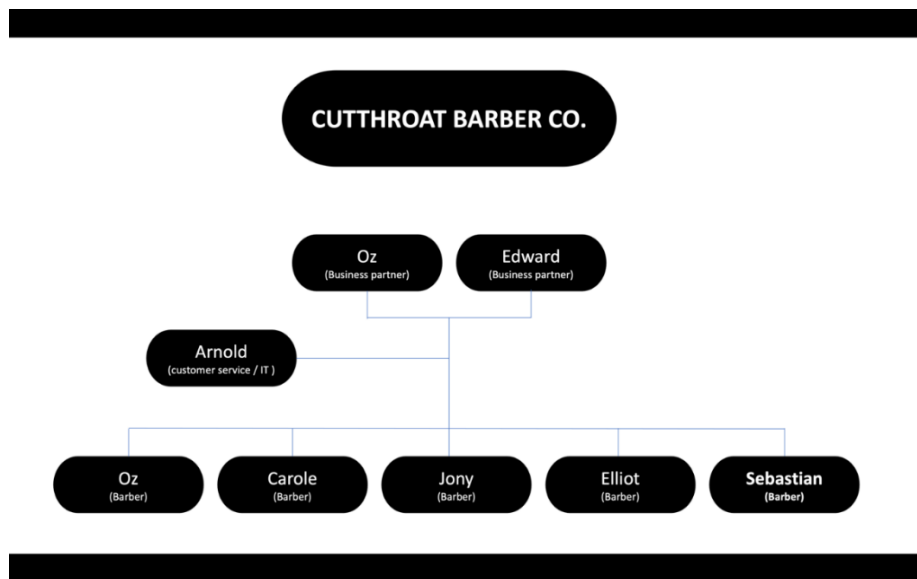 CUTTHROAT BARBER CO.
Oz
(Business partner)
Edward
(Business partner)
Arnold
(customer service / IT )
Oz
(Barber)
Carole
(Barber)
Jony
(Barber)
Elliot
(Barber)
Sebastian
(Barber)